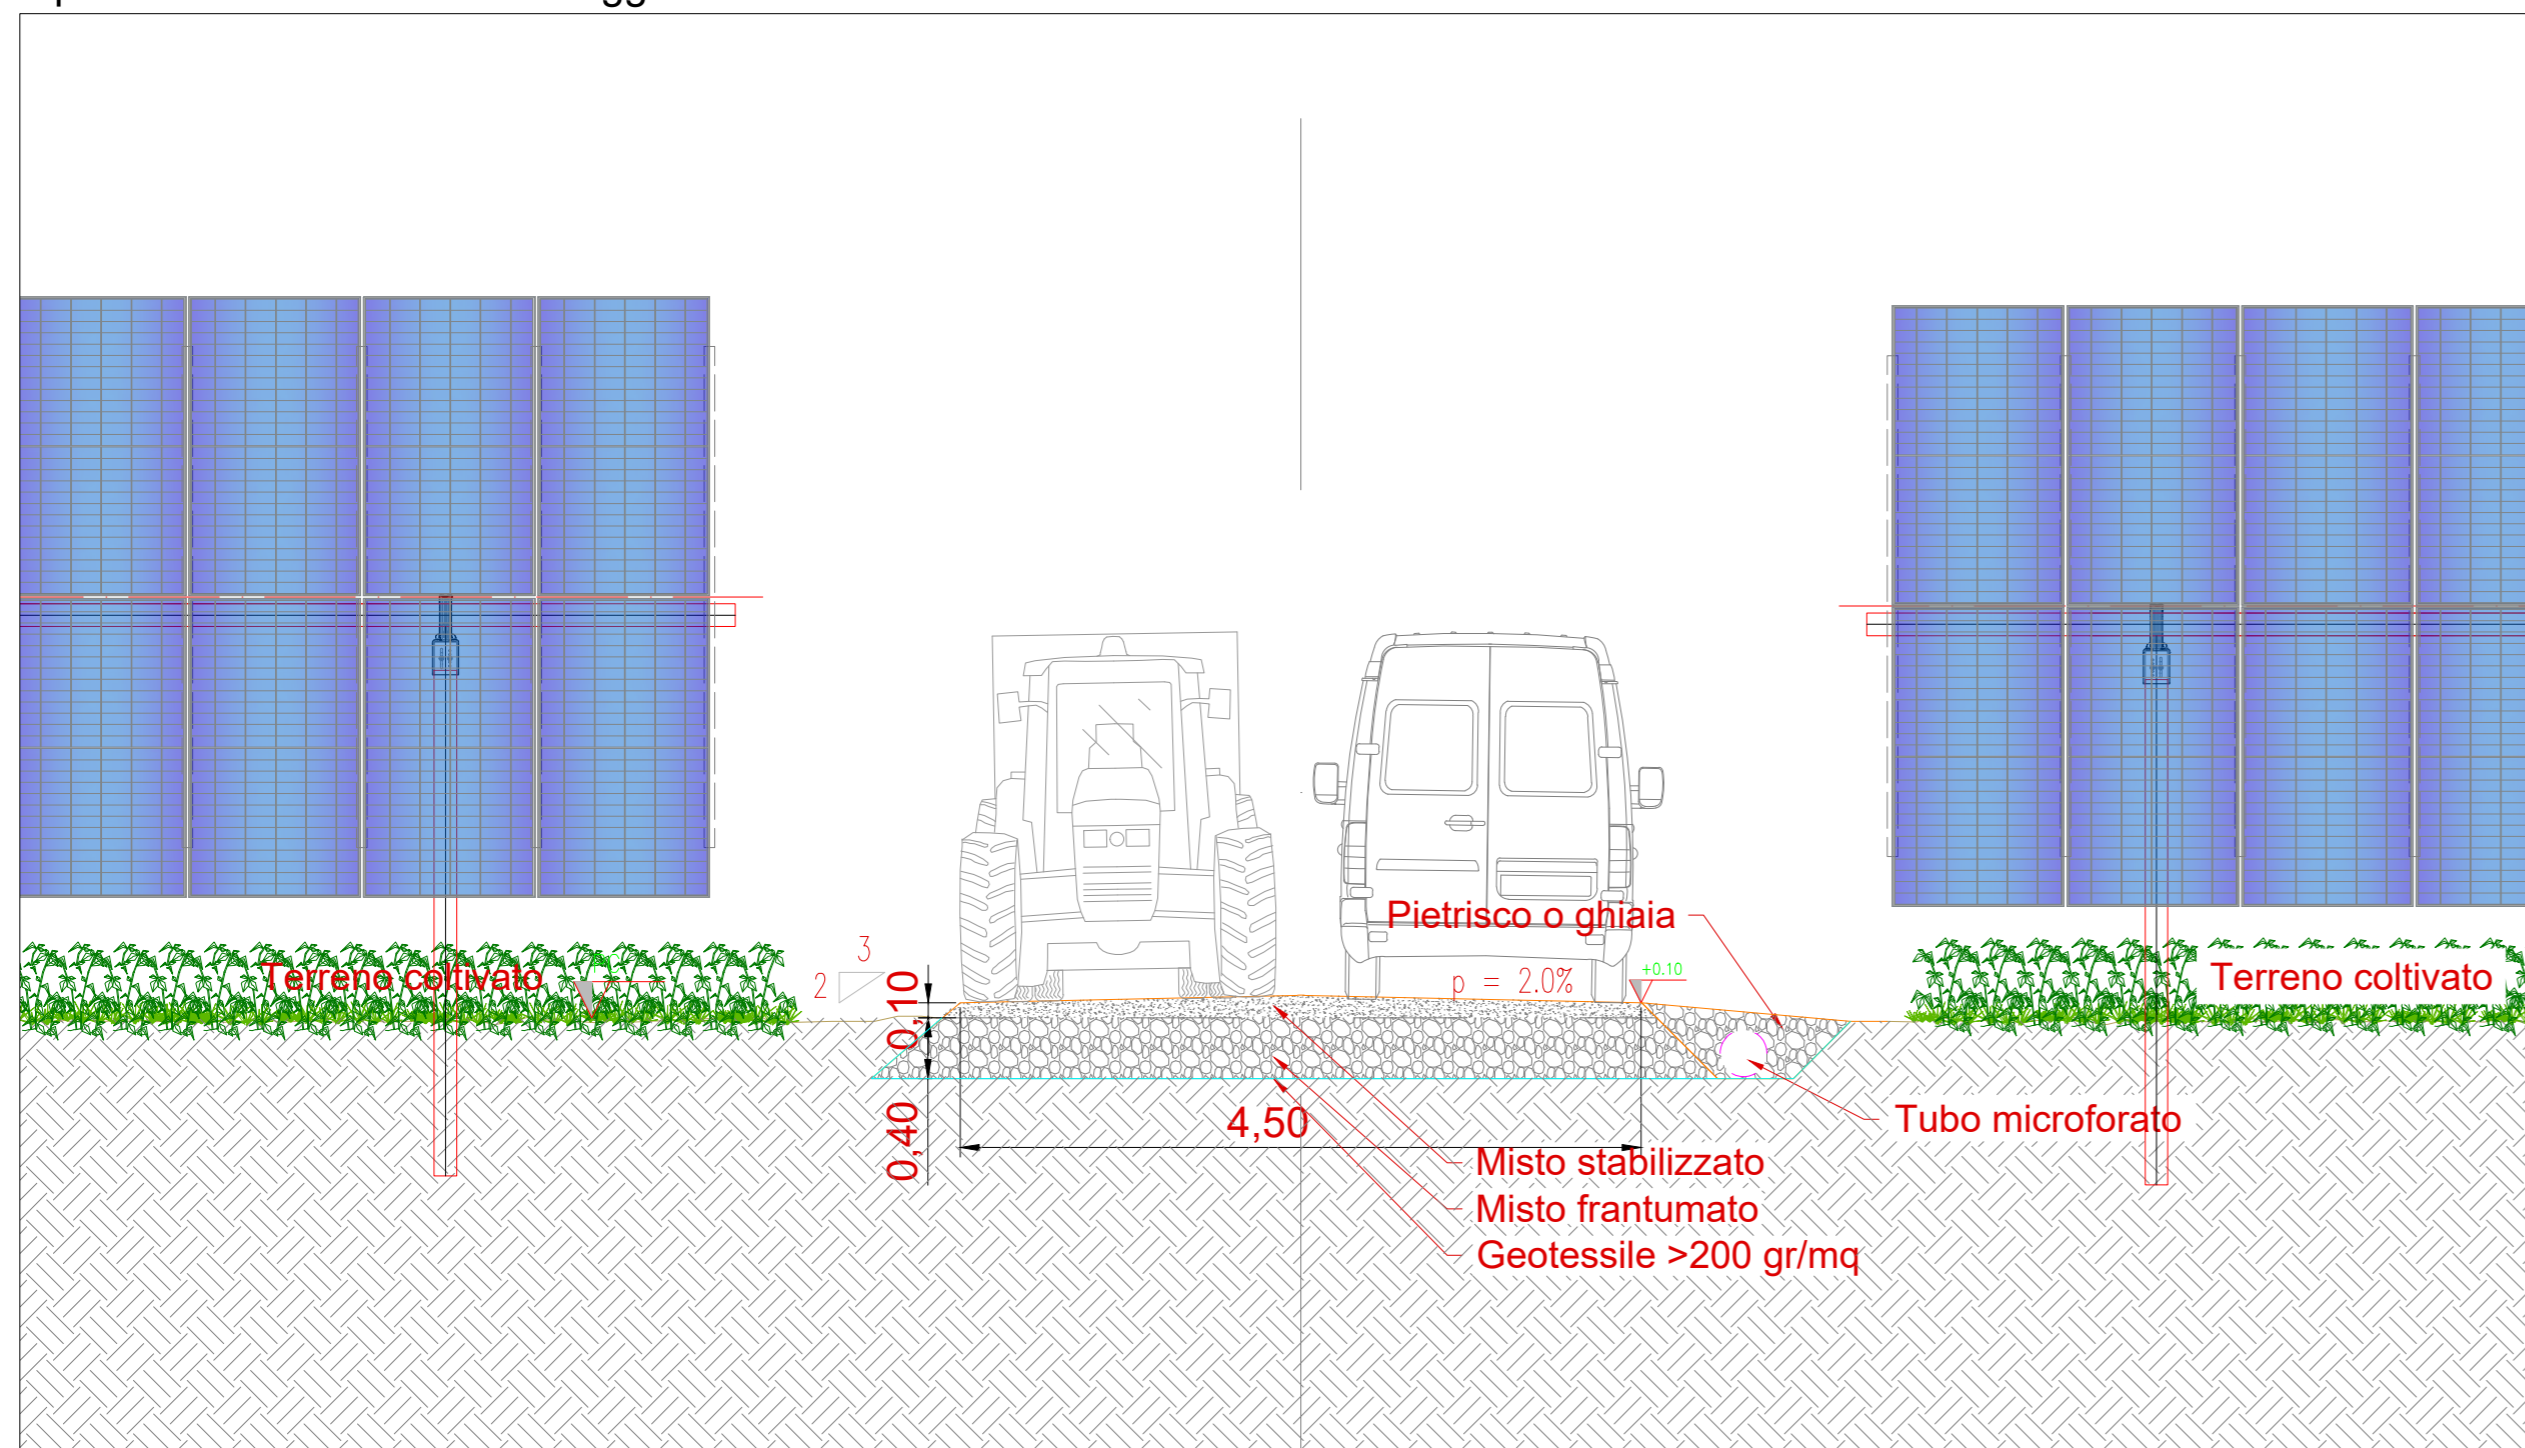 Pietrisco o ghiaia
3
2
Terreno coltivato
p = 2.0%
+0.10
Terreno coltivato
0,10
0,40
4,50
Tubo microforato
Misto stabilizzato
Misto frantumato
Geotessile >200 gr/mq